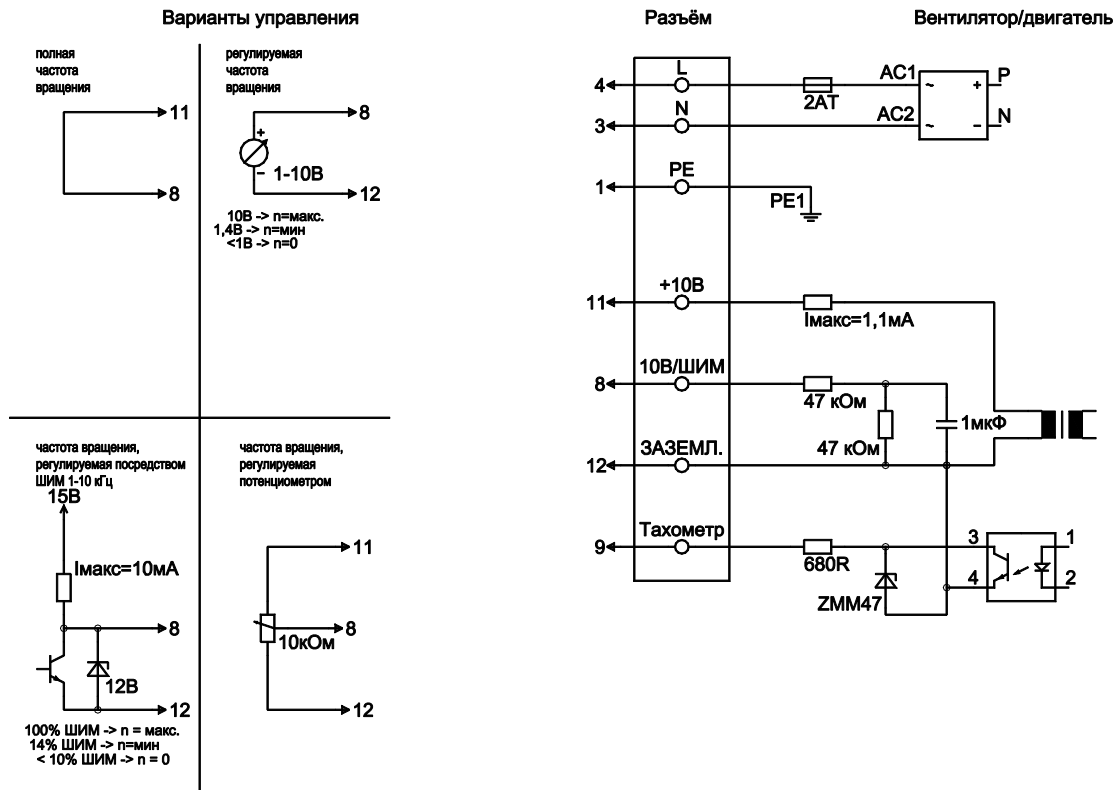 Варианты управления
Разъём
Вентилятор/двигатель
полная
частота
вращения
11
8
регулируемая
частота
вращения
8
+
–
1-10В
12
10В -> n=макс.
1,4В -> n=мин
<1В -> n=0
частота вращения,
регулируемая посредством
ШИМ 1-10 кГц
15В
Iмакс=10мА
8
12В
12
100% ШИМ -> n = макс.
14% ШИМ -> n=мин
< 10% ШИМ -> n = 0
частота вращения,
регулируемая
потенциометром
11
8
10кОм
12
4
L
2АТ
AC1
~
+
P
3
N
AC2
~
–
N
1
PE
PE1
11
+10В
Iмакс=1,1мА
8
10В/ШИМ
47 кОм
47 кОм
1мкФ
12
ЗАЗЕМЛ.
9
Тахометр
680R
ZMM47
3
4
1
2